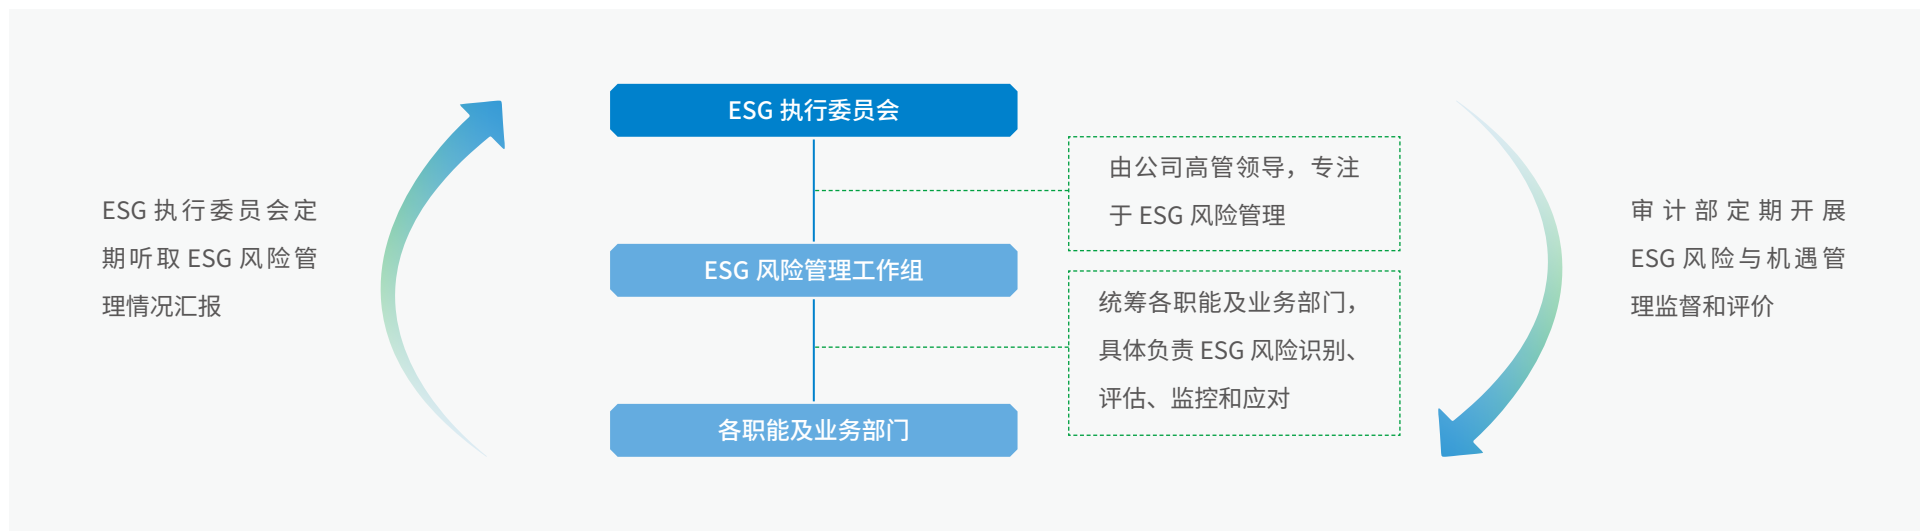 ESG 执行委员会
由公司高管领导，专注
于 ESG 风险管理
ESG 执行委员会定
期听取 ESG 风险管
理情况汇报
审计部定期开展
ESG 风险与机遇管
理监督和评价
ESG 风险管理工作组
统筹各职能及业务部门，
具体负责 ESG 风险识别、
评估、监控和应对
各职能及业务部门